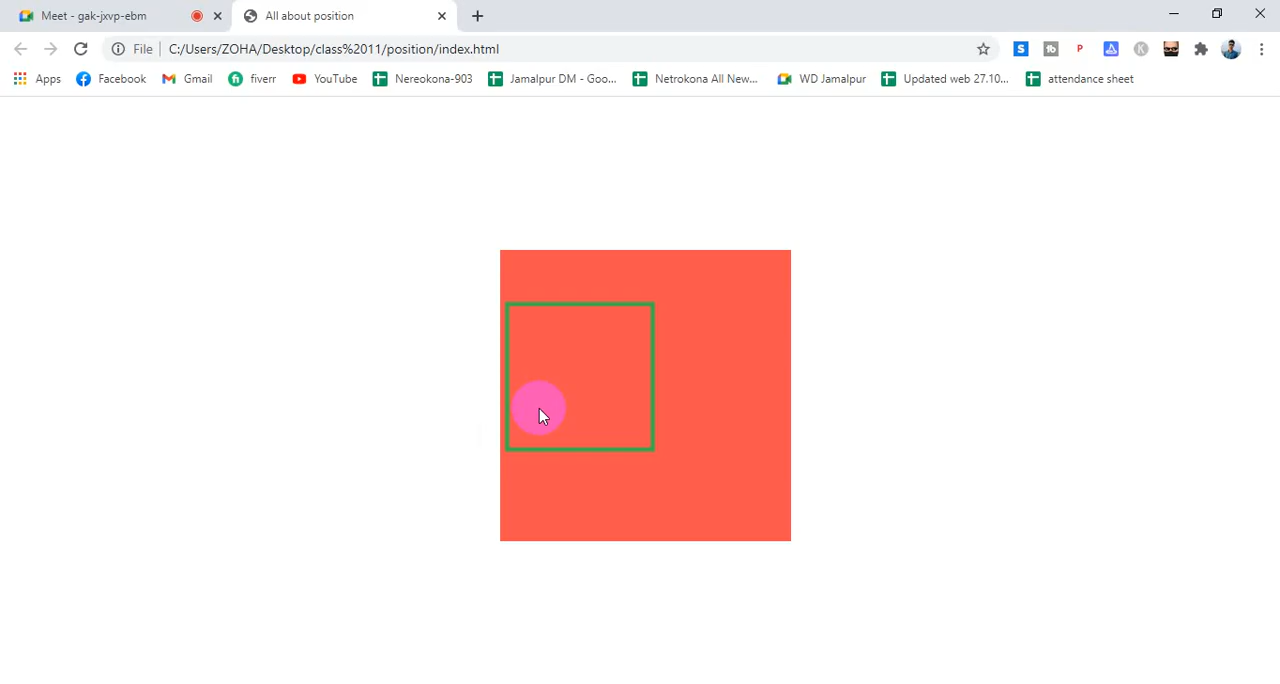 Meet - gak-jxvp-ebm
All about position
File
C:/Users/ZOHA/Desktop/class%2011/position/index.html
Apps
Facebook
Gmail
fiverr
YouTube
Nereokona-903
Jamalpur DM - Goo...
Netrokona All New...
WD Jamalpur
Updated web 27.10...
attendance sheet